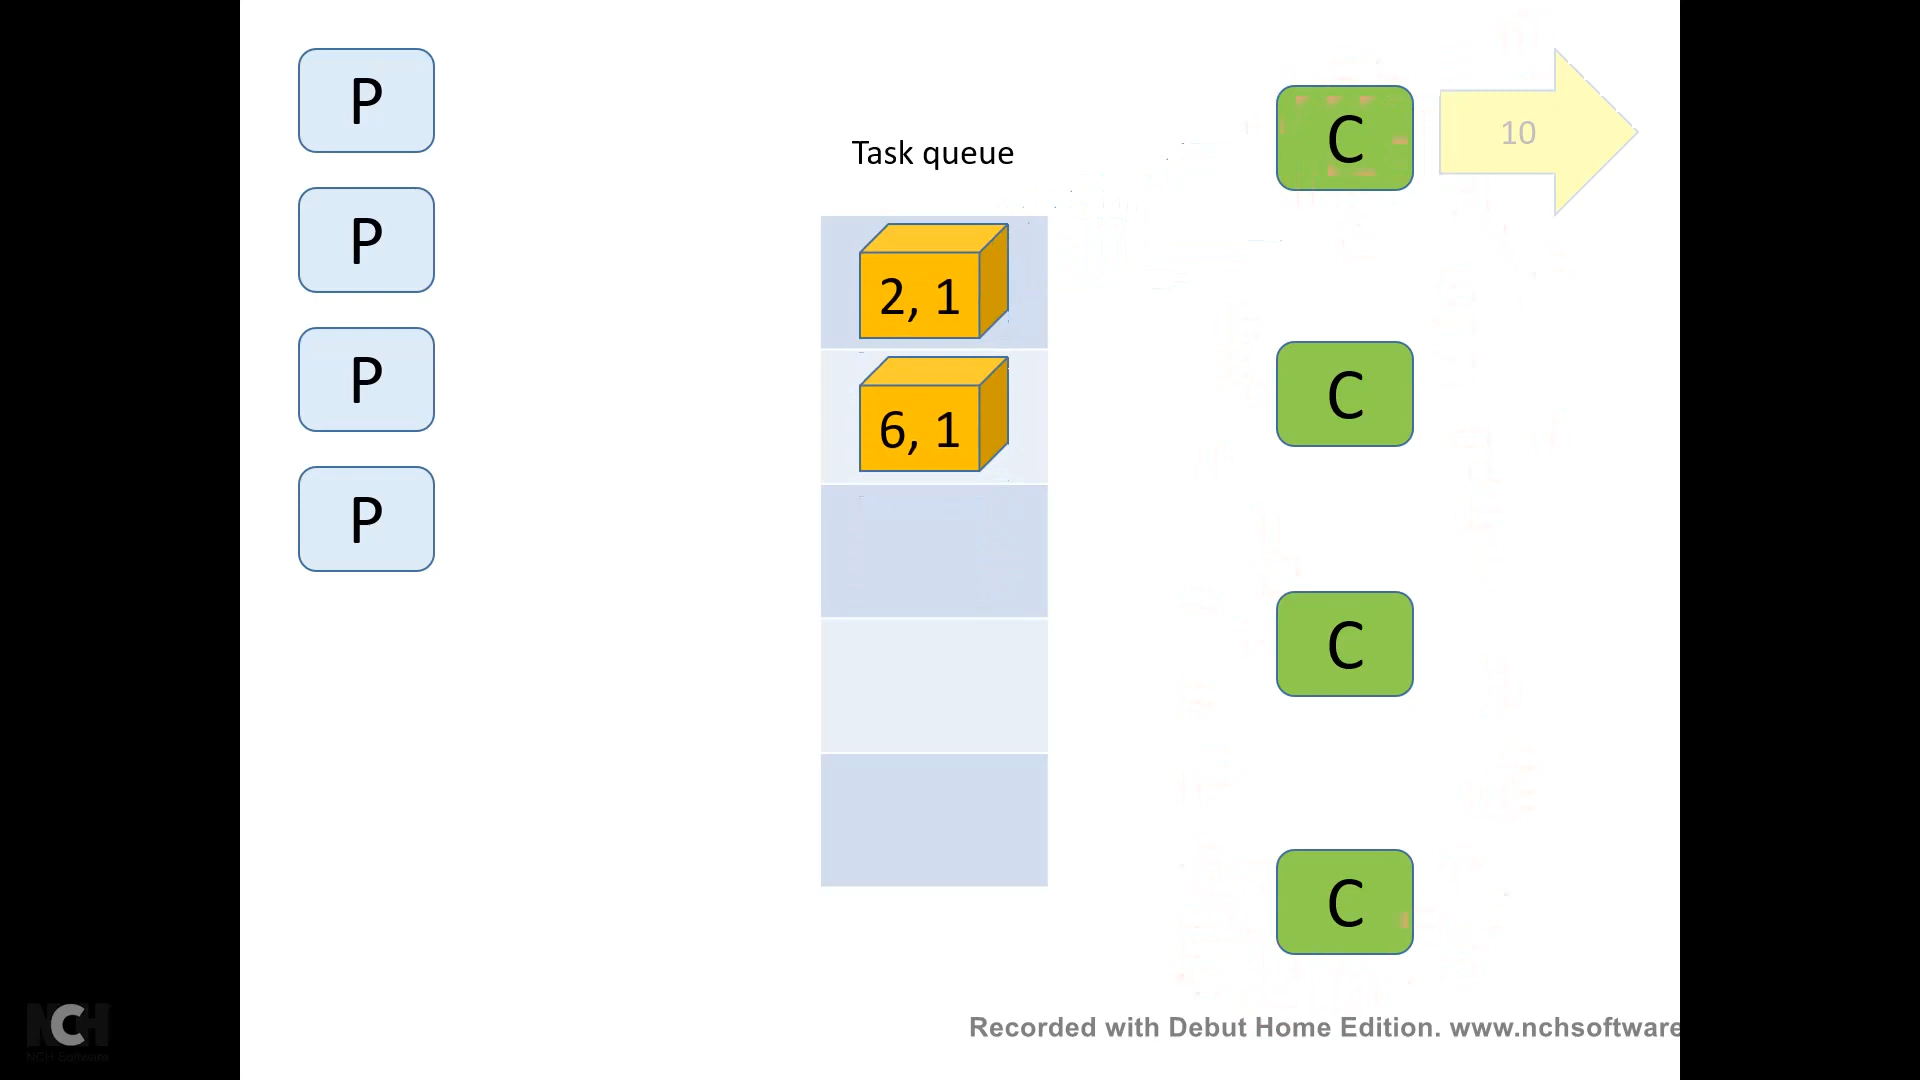 P
P
P
P
Task queue
2, 1
6, 1
C
10
C
C
C
Recorded with Debut Home Edition. www.nchsoftware
NCH
NCH Software